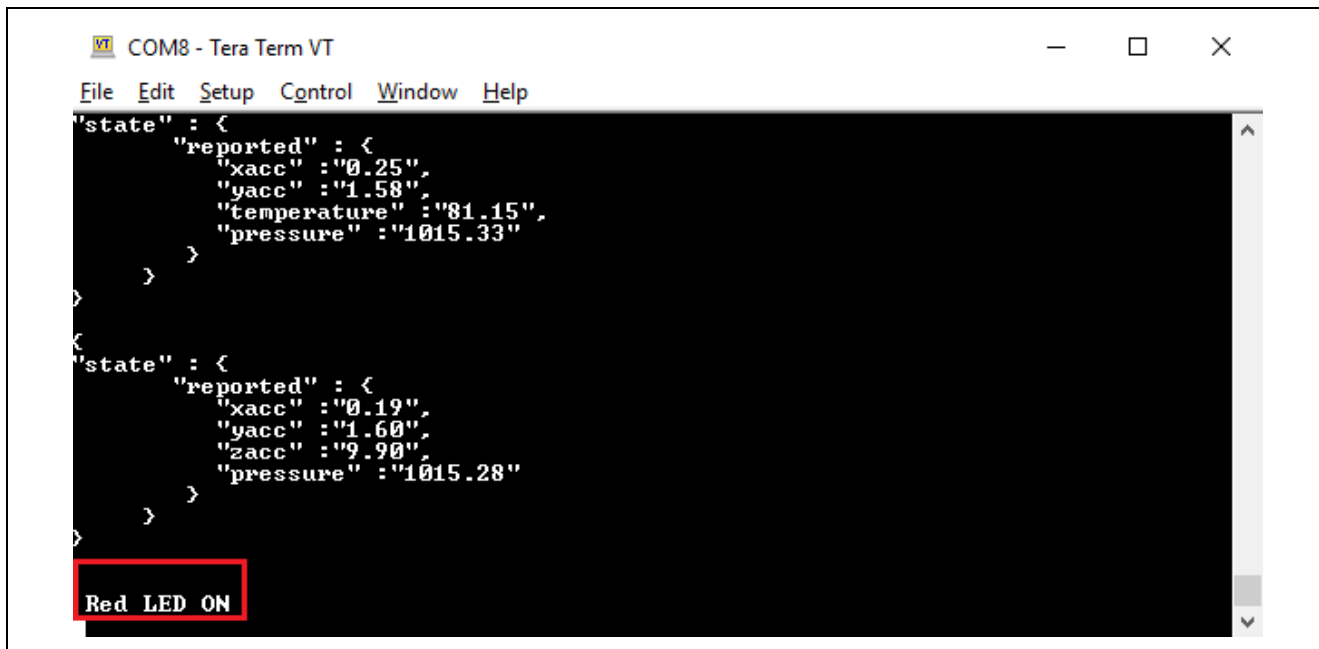 COM8 - Tera Term VT
File Edit Setup Control Window Help
"state" : {
"reported" : {
"xacc" :"0.25",
"yacc" :"1.58",
"temperature" :"81.15",
"pressure" :"1015.33"
}
}
}
{
"state" : {
"reported" : {
"xacc" :"0.19",
"yacc" :"1.60",
"zacc" :"9.90",
"pressure" :"1015.28"
}
}
}
Red LED ON